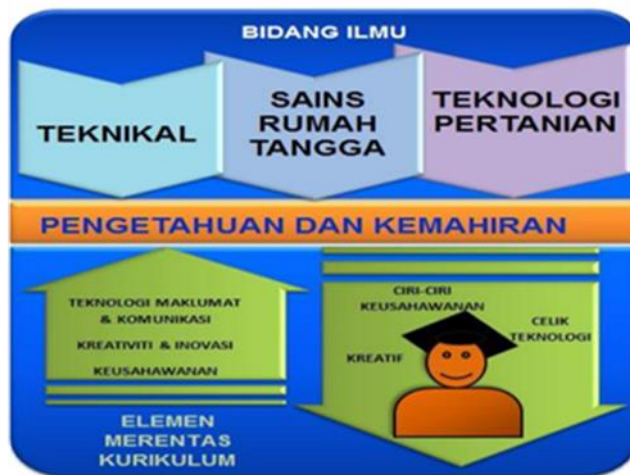 BIDANG ILMU
TEKNIKAL
SAINS
RUMAH
TANGGA
TEKNOLOGI
PERTANIAN
PENGETAHUAN DAN KEMAHIRAN
TEKNOLOGI MAKLUMAT
& KOMUNIKASI
KREATIVITI & INOVASI
KEUSAHAWANAN
ELEMEN
MERENTAS
KURIKULUM
CIRI-CIRI
KEUSAHAWANAN
CELIK
TEKNOLOGI
KREATIF